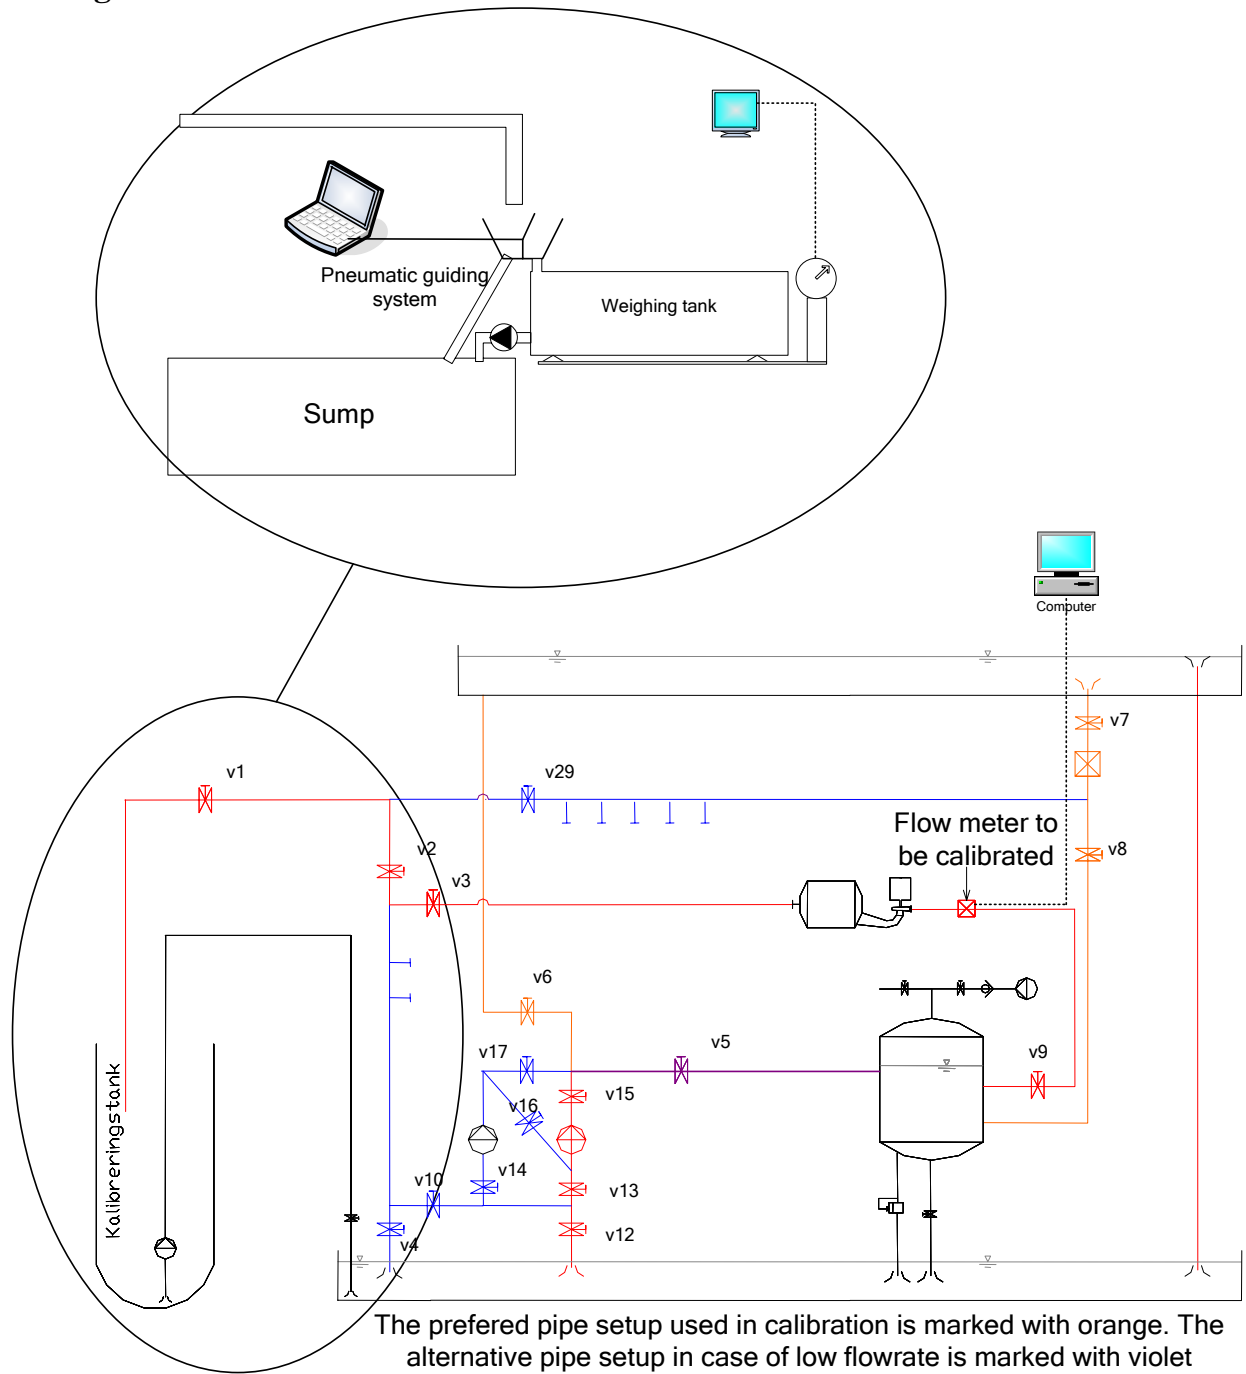 Pneumatic guiding
system
Weighing tank
Sump
Computer
v7
v1
v29
Flow meter to
be calibrated
v8
v2
v3
v6
v17
v5
v9
v15
v16
Kalibreringstank
v10
v14
v13
v4
v12
The prefered pipe setup used in calibration is marked with orange. The
alternative pipe setup in case of low flowrate is marked with violet